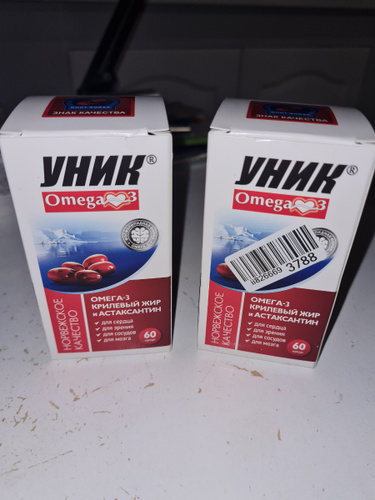 ЗНАК КАЧЕСТВА
УНИК®
Omega 3
ОМЕГА-3
КРИЛЕВЫЙ ЖИР
и АСТАКСАНТИН
для сердца
для зрения
для сосудов
для мозга
НОРВЕЖСКОЕ
КАЧЕСТВО
60
ЗНАК КАЧЕСТВА
УНИК®
Omega 3
3788
ОМЕГА-3
КРИЛЕВЫЙ ЖИР
и АСТАКСАНТИН
для сердца
для зрения
для сосудов
для мозга
НОРВЕЖСКОЕ
КАЧЕСТВО
60